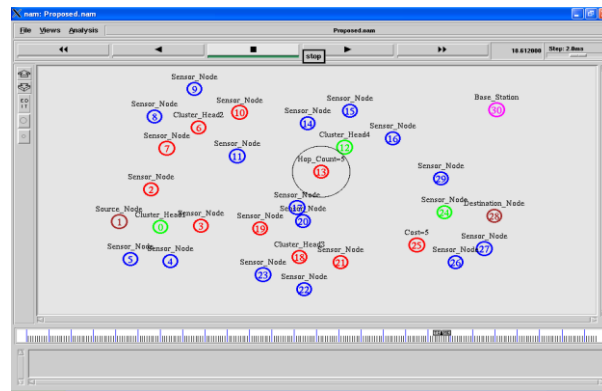 nam: Proposed.nam
File Views Analysis Proposed.nam
10.612000 Step: 2.0ms
stop
Sensor_Node
9
Sensor_Node
8
Sensor_Node
10
Cluster_Head2
6
Sensor_Node
7
11
Sensor_Node
14
Sensor_Node
15
Sensor_Node
16
Cluster_Head4
12
Base_Station
30
Hop_Count=5
13
Sensor_Node
29
Sensor_Node
2
Source_Node
1
0
Sensor_Node
3
Sensor_Node
19
Sensor_Node
17
20
Sensor_Node
24
Destination_Node
28
Sensor_Node
5
4
Cluster_Head3
18
Sensor_Node
21
Sensor_Node
23
Sensor_Node
22
Cost=5
25
Sensor_Node
27
Sensor_Node
26